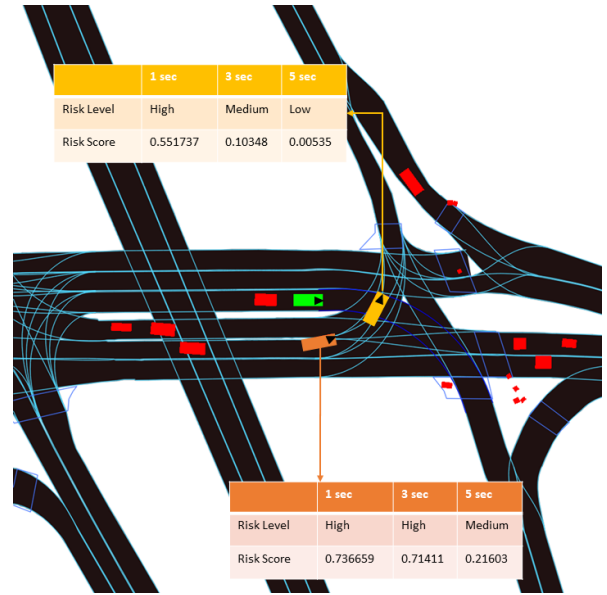 1 sec 3 sec 5 sec
Risk Level High Medium Low
Risk Score 0.551737 0.10348 0.00535
1 sec 3 sec 5 sec
Risk Level High High Medium
Risk Score 0.736659 0.71411 0.21603